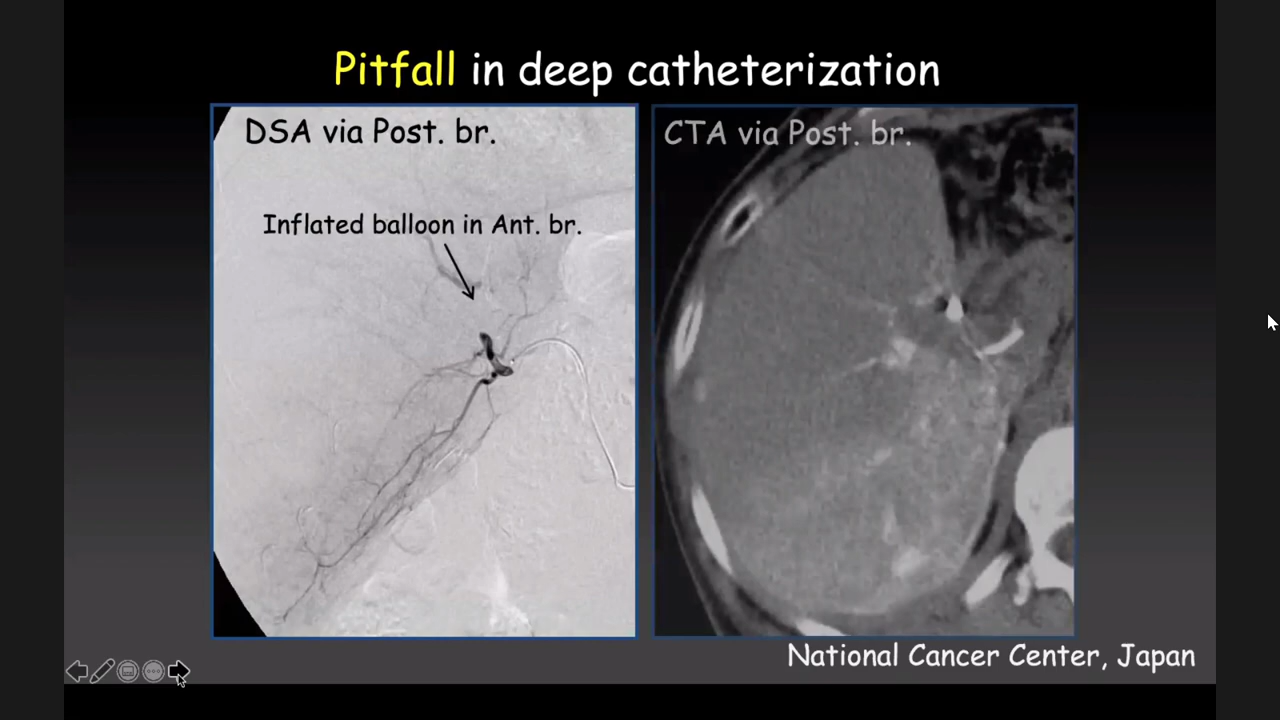 Pitfall in deep catheterization
DSA via Post. br.
CTA via Post. br.
Inflated balloon in Ant. br.
National Cancer Center, Japan